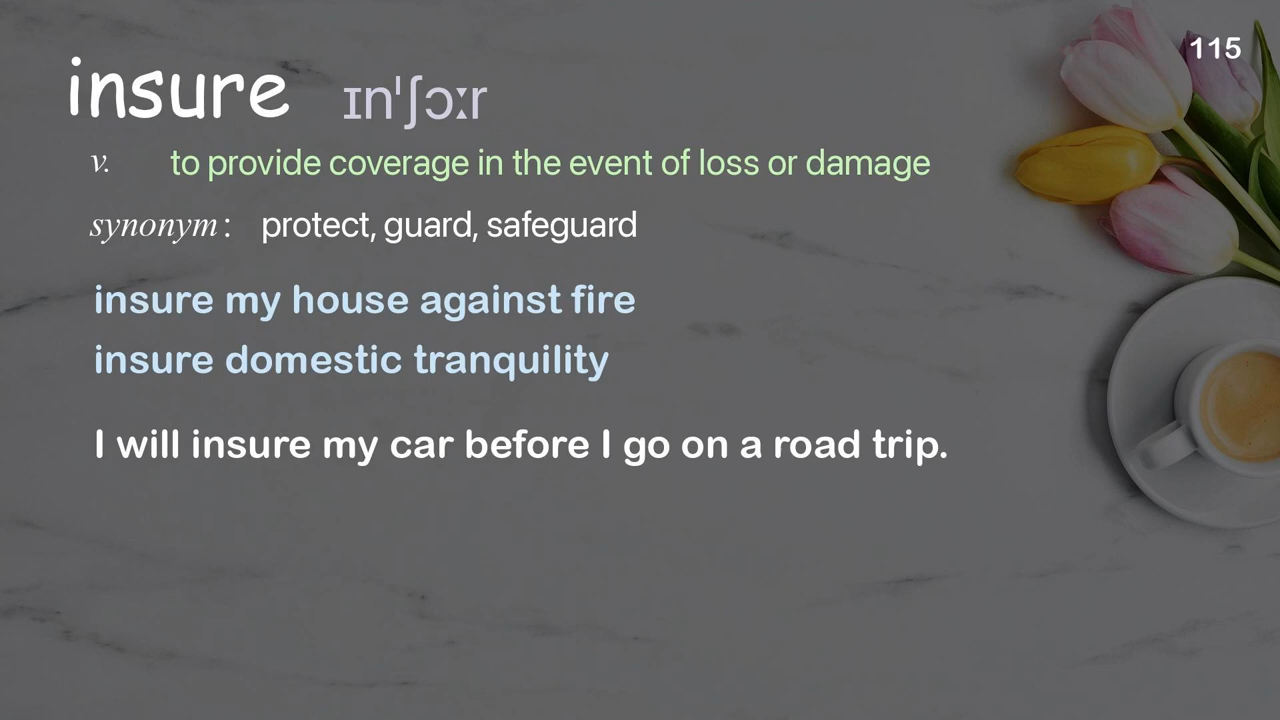 115
insure ɪnˈʃɔːr
v. to provide coverage in the event of loss or damage
synonym: protect, guard, safeguard
insure my house against fire
insure domestic tranquility
I will insure my car before I go on a road trip.